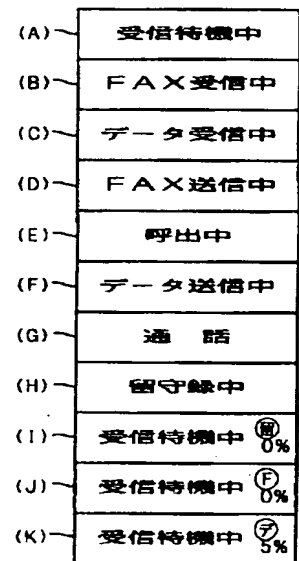 (A) 受信待機中
(B) FAX受信中
(C) データ受信中
(D) FAX送信中
(E) 呼出中
(F) データ送信中
(G) 通 話
(H) 留守録中
(I) 受信待機中 �

留 0%
(J) 受信待機中 Ⓕ 0%
(K) 受信待機中 デ 5%